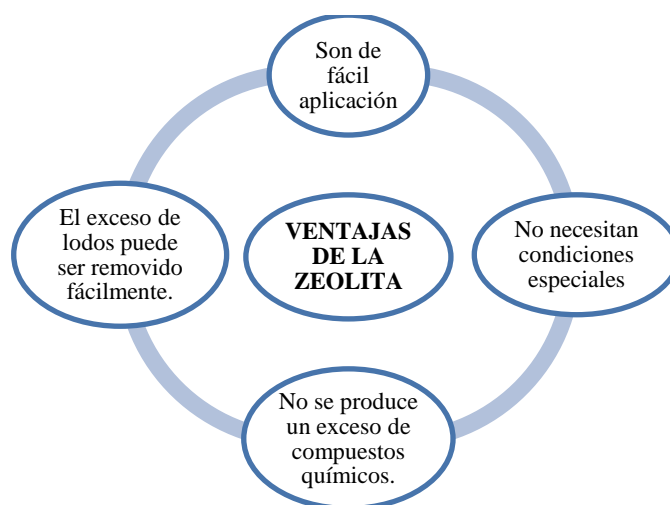 Son de
fácil
aplicación
El exceso de
lodos puede
ser removido
fácilmente.
VENTAJAS
DE LA
ZEOLITA
No necesitan
condiciones
especiales
No se produce
un exceso de
compuestos
químicos.